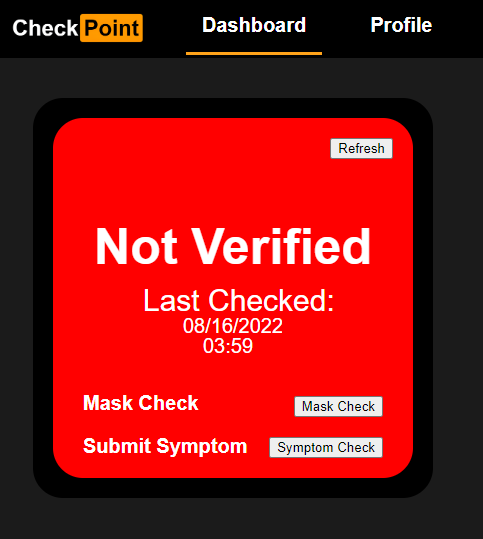 CheckPoint Dashboard Profile
Refresh
Not Verified
Last Checked:
08/16/2022
03:59
Mask Check Mask Check
Submit Symptom Symptom Check